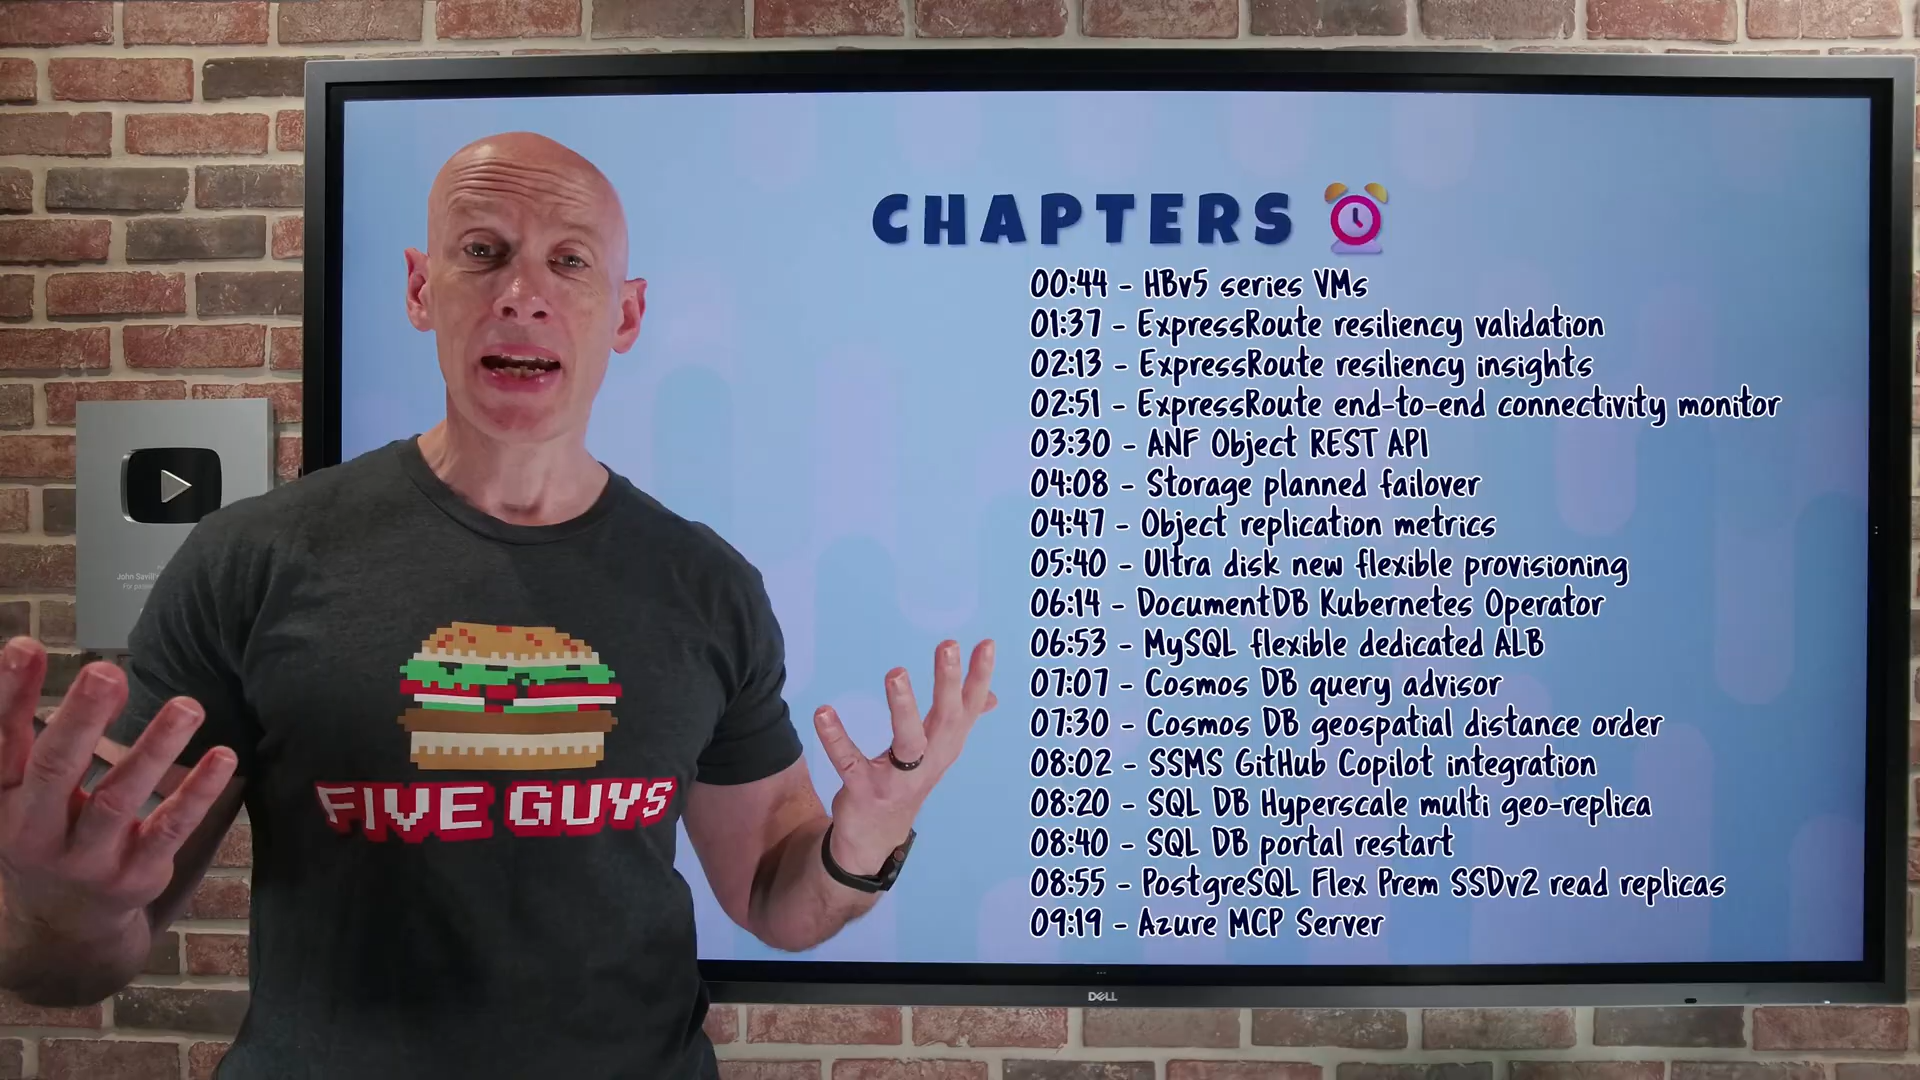 CHAPTERS
00:44 - HBv5 series VMs
01:37 - ExpressRoute resiliency validation
02:13 - ExpressRoute resiliency insights
02:51 - ExpressRoute end-to-end connectivity monitor
03:30 - ANF Object REST API
04:08 - Storage planned failover
04:47 - Object replication metrics
05:40 - Ultra disk new flexible provisioning
06:14 - DocumentDB Kubernetes Operator
06:53 - MySQL flexible dedicated ALB
07:07 - Cosmos DB query advisor
07:30 - Cosmos DB geospatial distance order
08:02 - SSMS GitHub Copilot integration
08:20 - SQL DB Hyperscale multi geo-replica
08:40 - SQL DB portal restart
08:55 - PostgreSQL Flex Prem SSDv2 read replicas
09:19 - Azure MCP Server
John Savill
FIVE GUYS
DELL